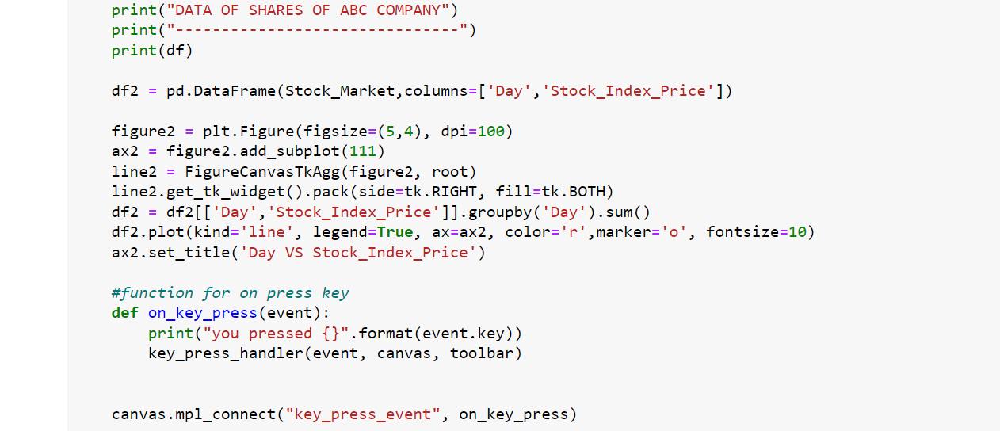 print("DATA OF SHARES OF ABC COMPANY")
print("-------------------------------")
print(df)
df2 = pd.DataFrame(Stock_Market,columns=['Day','Stock_Index_Price'])
figure2 = plt.Figure(figsize=(5,4), dpi=100)
ax2 = figure2.add_subplot(111)
line2 = FigureCanvasTkAgg(figure2, root)
line2.get_tk_widget().pack(side=tk.RIGHT, fill=tk.BOTH)
df2 = df2[['Day','Stock_Index_Price']].groupby('Day').sum()
df2.plot(kind='line', legend=True, ax=ax2, color='r',marker='o', fontsize=10)
ax2.set_title('Day VS Stock_Index_Price')
#function for on press key
def on_key_press(event):
    print("you pressed {}".format(event.key))
    key_press_handler(event, canvas, toolbar)
canvas.mpl_connect("key_press_event", on_key_press)